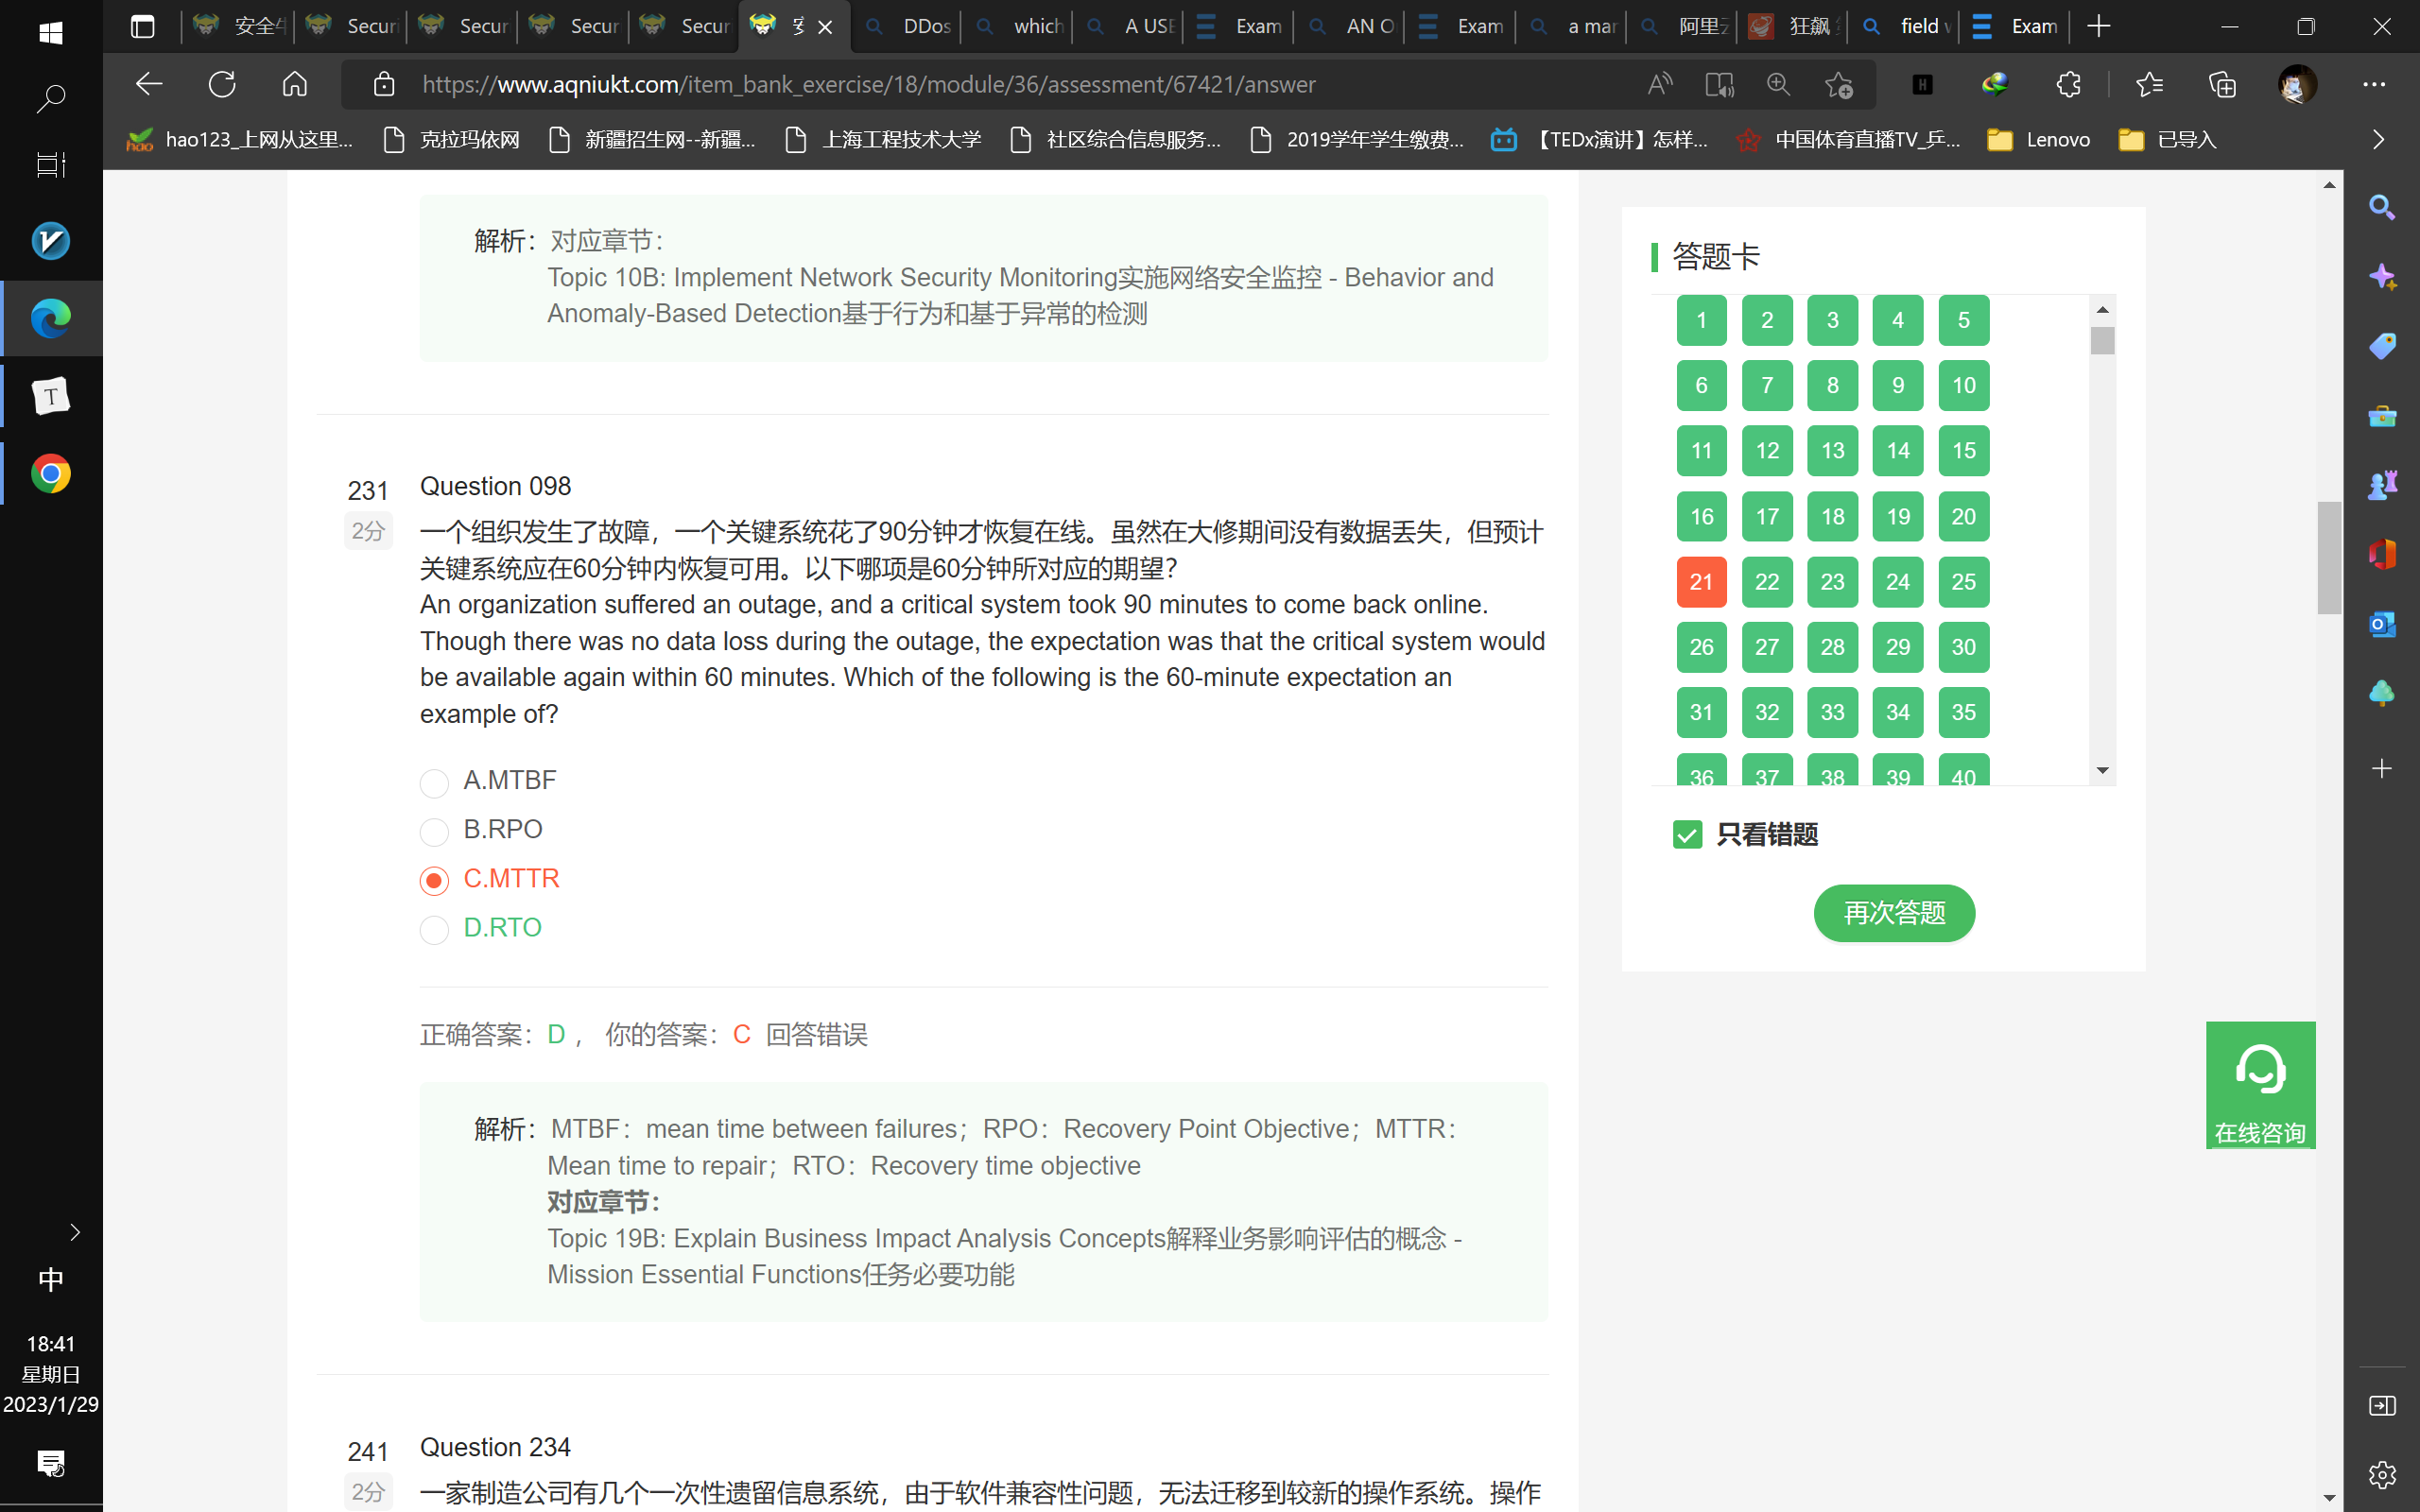 安全牛
Securi
Secur
Secur
Secur
DDos
which
A USE
Exam
AN O
Exam
a mar
阿里云
狂飙
field v
Exam
https://www.aqniukt.com/item_bank_exercise/18/module/36/assessment/67421/answer
hao123_上网从这里...
克拉玛依网
新疆招生网--新疆...
上海工程技术大学
社区综合信息服务...
2019学年学生缴费...
【TEDx演讲】怎样...
中国体育直播TV_乒...
Lenovo
已导入
解析：对应章节：
Topic 10B: Implement Network Security Monitoring实施网络安全监控 - Behavior and
Anomaly-Based Detection基于行为和基于异常的检测
231
2分
Question 098
一个组织发生了故障，一个关键系统花了90分钟才恢复在线。虽然在大修期间没有数据丢失，但预计
关键系统应在60分钟内恢复可用。以下哪项是60分钟所对应的期望？
An organization suffered an outage, and a critical system took 90 minutes to come back online.
Though there was no data loss during the outage, the expectation was that the critical system would
be available again within 60 minutes. Which of the following is the 60-minute expectation an
example of?
A.MTBF
B.RPO
C.MTTR
D.RTO
正确答案：D ， 你的答案：C 回答错误
解析：MTBF：mean time between failures；RPO：Recovery Point Objective；MTTR：
Mean time to repair；RTO：Recovery time objective
对应章节：
Topic 19B: Explain Business Impact Analysis Concepts解释业务影响评估的概念 -
Mission Essential Functions任务必要功能
241
2分
Question 234
一家制造公司有几个一次性遗留信息系统，由于软件兼容性问题，无法迁移到较新的操作系统。操作
答题卡
1 2 3 4 5
6 7 8 9 10
11 12 13 14 15
16 17 18 19 20
21 22 23 24 25
26 27 28 29 30
31 32 33 34 35
36 37 38 39 40
只看错题
再次答题
在线咨询
中
18:41
星期日
2023/1/29